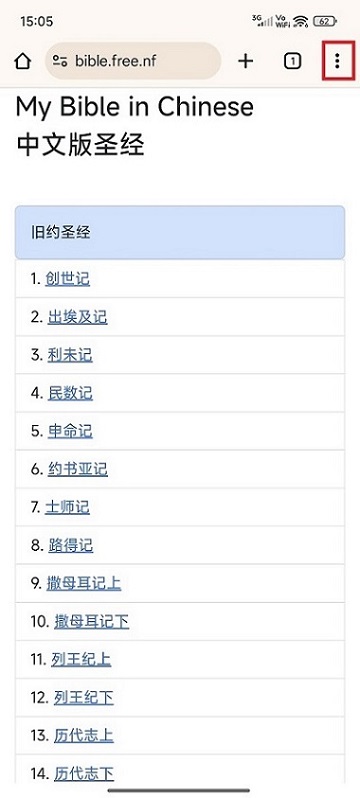 15:05 3G Vo WiFi 62
bible.free.nf 1
My Bible in Chinese
中文版圣经
旧约圣经
1. 创世记
2. 出埃及记
3. 利未记
4. 民数记
5. 申命记
6. 约书亚记
7. 士师记
8. 路得记
9. 撒母耳记上
10. 撒母耳记下
11. 列王纪上
12. 列王纪下
13. 历代志上
14. 历代志下